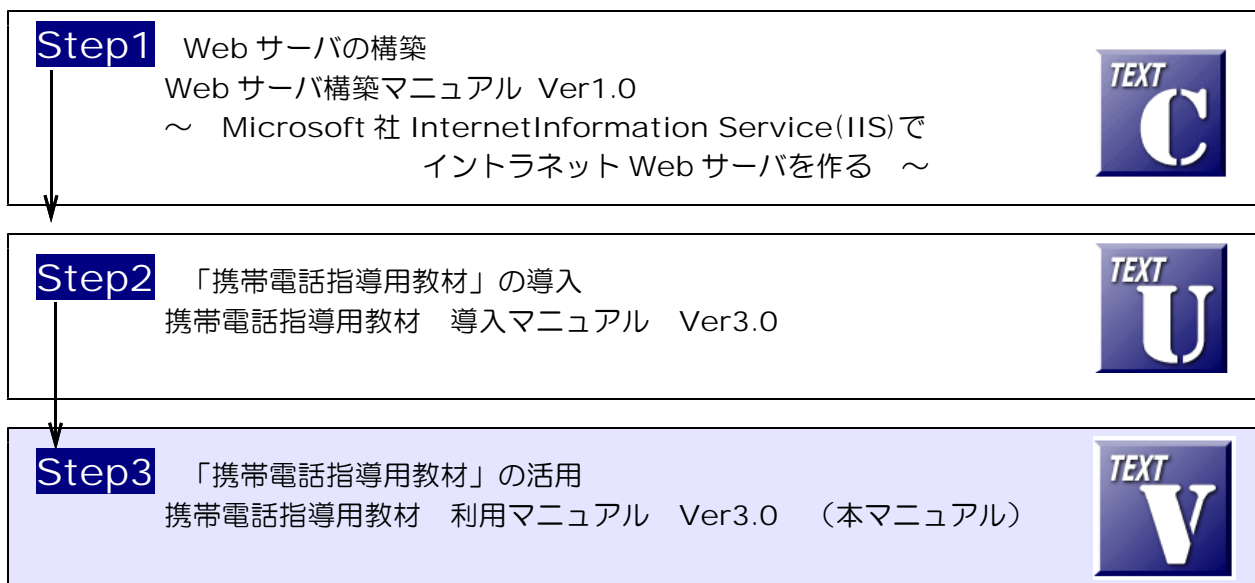 Step1 Web サーバの構築
Web サーバ構築マニュアル Ver1.0
～ Microsoft 社 InternetInformation Service(IIS)で
イントラネット Web サーバを作る ～
TEXT
C
Step2 「携帯電話指導用教材」の導入
携帯電話指導用教材 導入マニュアル Ver3.0
TEXT
U
Step3 「携帯電話指導用教材」の活用
携帯電話指導用教材 利用マニュアル Ver3.0 （本マニュアル）
TEXT
V